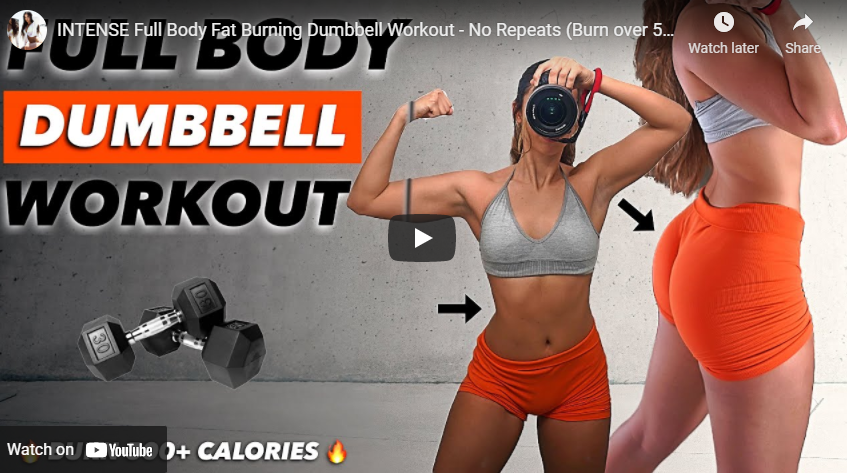 INTENSE Full Body Fat Burning Dumbbell Workout - No Repeats (Burn over 5...
Watch later
Share
FULL BODY
DUMBBELL
WORKOUT
30
30
Watch on YouTube
+ CALORIES